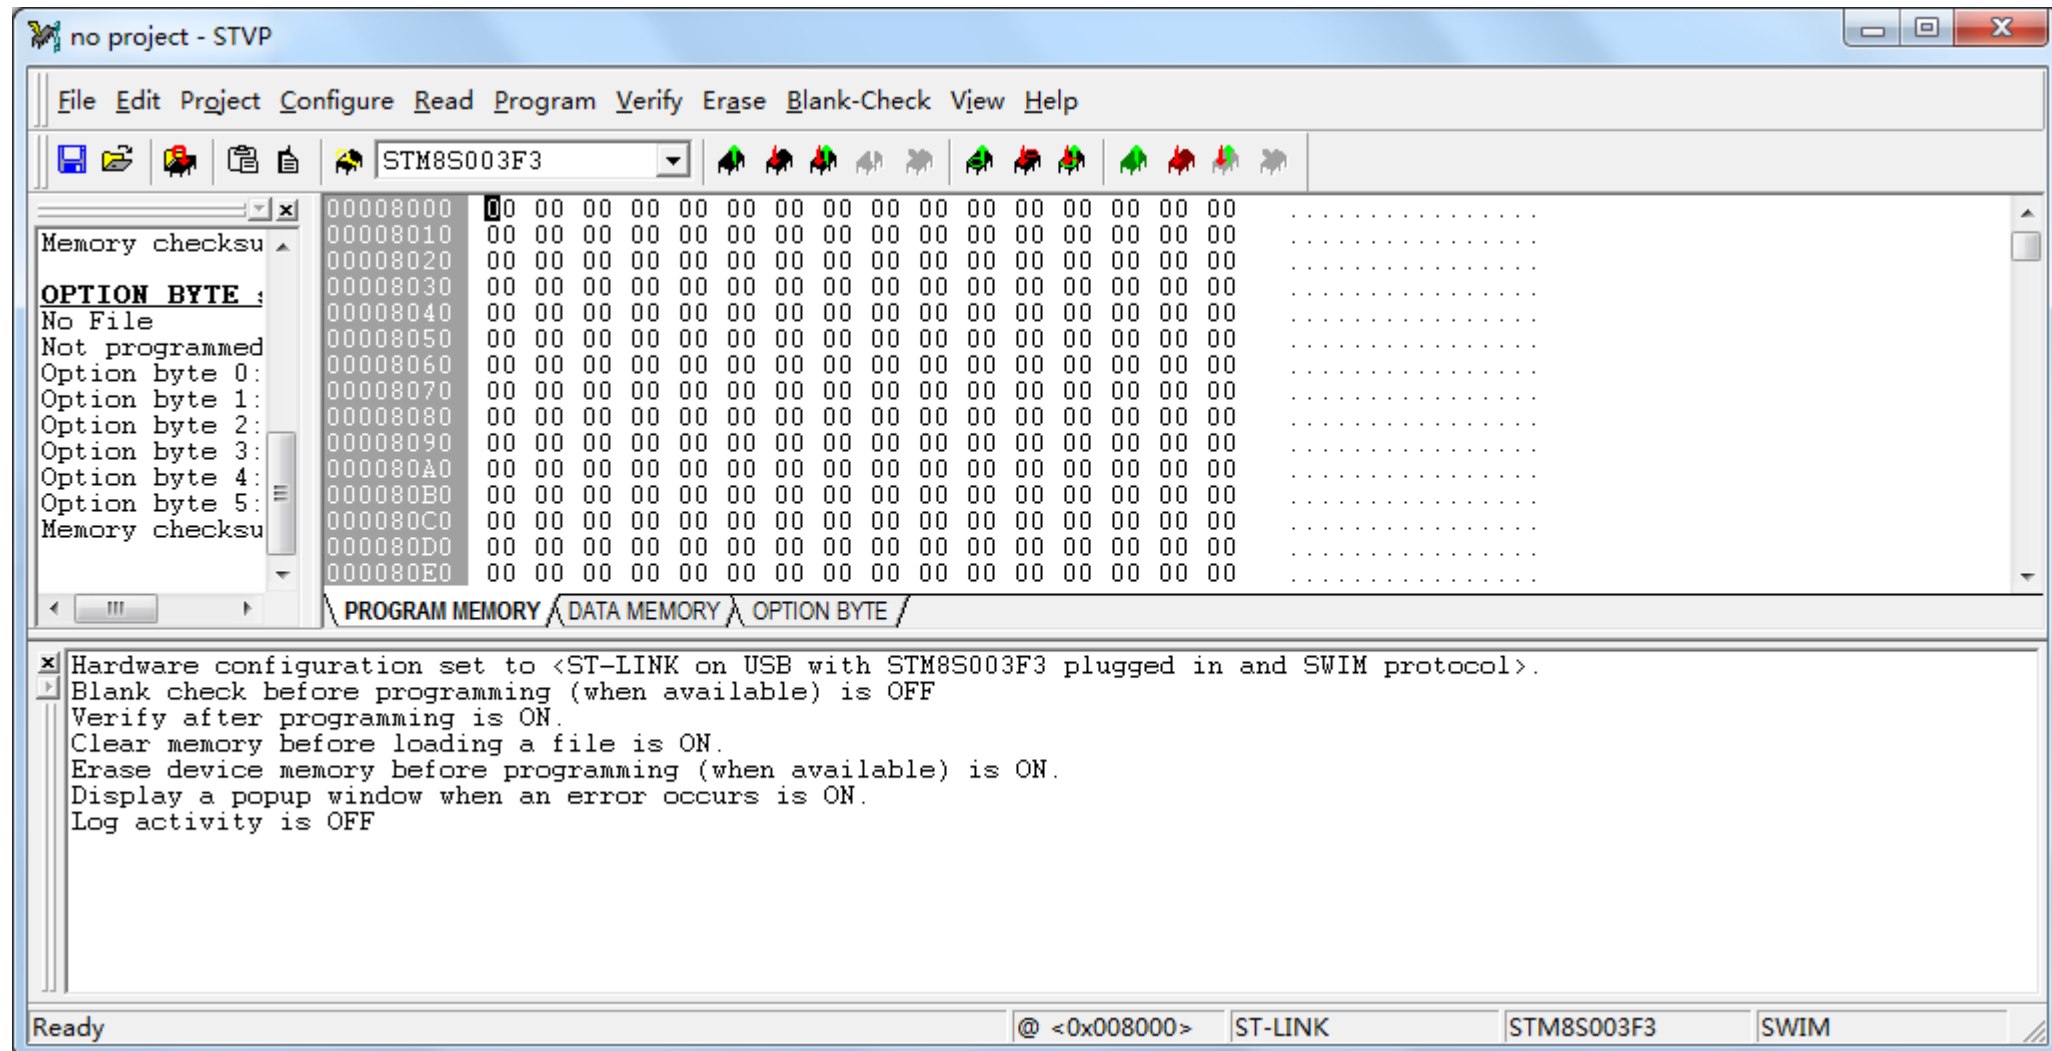 no project - STVP
File Edit Project Configure Read Program Verify Erase Blank-Check View Help
STM8S003F3
Memory checksu
OPTION BYTE
No File
Not programmed
Option byte 0:
Option byte 1:
Option byte 2:
Option byte 3:
Option byte 4:
Option byte 5:
Memory checksu
00008000 00 00 00 00 00 00 00 00 00 00 00 00 00 00 00 00 ................
00008010 00 00 00 00 00 00 00 00 00 00 00 00 00 00 00 00 ................
00008020 00 00 00 00 00 00 00 00 00 00 00 00 00 00 00 00 ................
00008030 00 00 00 00 00 00 00 00 00 00 00 00 00 00 00 00 ................
00008040 00 00 00 00 00 00 00 00 00 00 00 00 00 00 00 00 ................
00008050 00 00 00 00 00 00 00 00 00 00 00 00 00 00 00 00 ................
00008060 00 00 00 00 00 00 00 00 00 00 00 00 00 00 00 00 ................
00008070 00 00 00 00 00 00 00 00 00 00 00 00 00 00 00 00 ................
00008080 00 00 00 00 00 00 00 00 00 00 00 00 00 00 00 00 ................
00008090 00 00 00 00 00 00 00 00 00 00 00 00 00 00 00 00 ................
000080A0 00 00 00 00 00 00 00 00 00 00 00 00 00 00 00 00 ................
000080B0 00 00 00 00 00 00 00 00 00 00 00 00 00 00 00 00 ................
000080C0 00 00 00 00 00 00 00 00 00 00 00 00 00 00 00 00 ................
000080D0 00 00 00 00 00 00 00 00 00 00 00 00 00 00 00 00 ................
000080E0 00 00 00 00 00 00 00 00 00 00 00 00 00 00 00 00 ................
PROGRAM MEMORY DATA MEMORY OPTION BYTE
Hardware configuration set to <ST-LINK on USB with STM8S003F3 plugged in and SWIM protocol>.
Blank check before programming (when available) is OFF
Verify after programming is ON.
Clear memory before loading a file is ON.
Erase device memory before programming (when available) is ON.
Display a popup window when an error occurs is ON.
Log activity is OFF
Ready @ <0x008000> ST-LINK STM8S003F3 SWIM